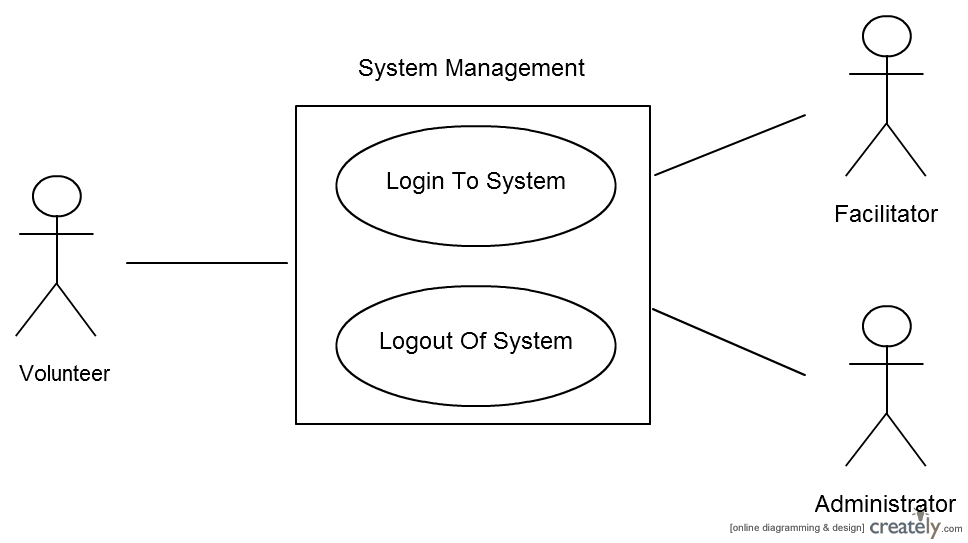 System Management
Login To System
Logout Of System
Volunteer
Facilitator
Administrator
[online diagramming & design] creately.com